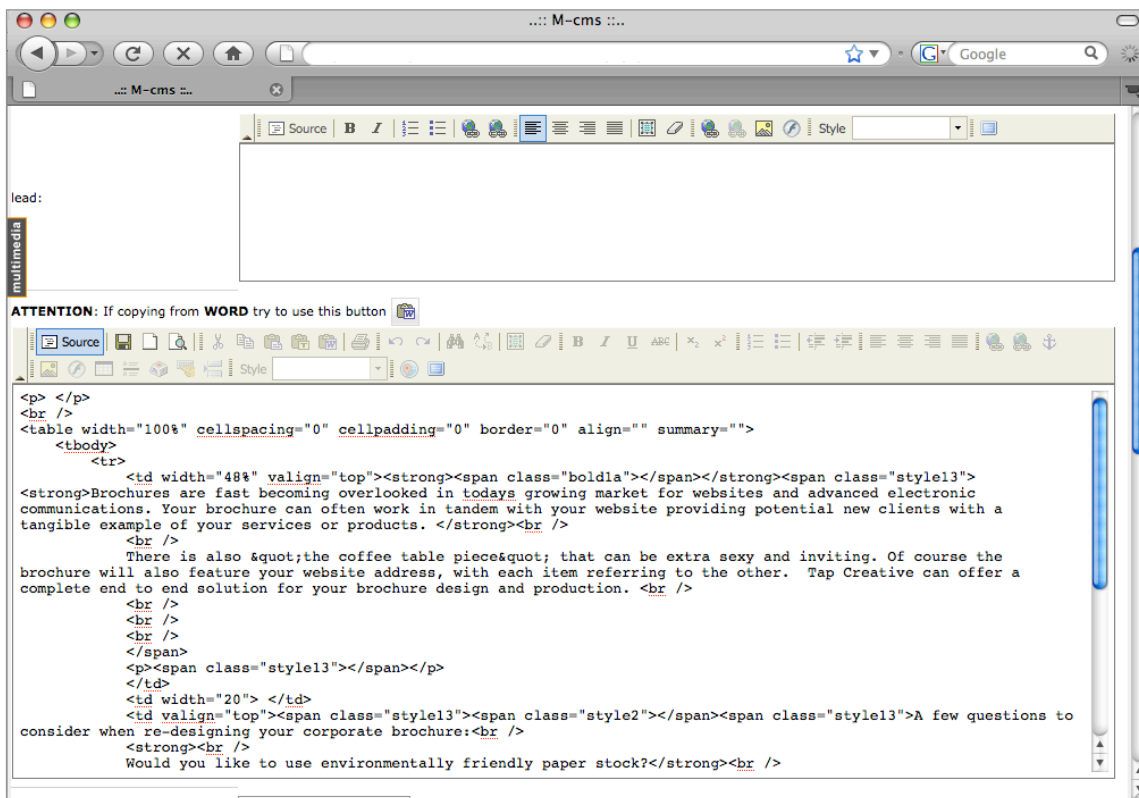 ..:: M-cms ::..
Google
..:: M-cms ::..
Source B I Style
lead:
multimedia
ATTENTION: If copying from WORD try to use this button
Source B I U ABC x₂ x²
Style
<p> </p>
<br />
<table width="100%" cellspacing="0" cellpadding="0" border="0" align="" summary="">
<tbody>
<tr>
<td width="48%" valign="top"><strong><span class="bold1a"></span></strong><span class="style13">
<strong>Brochures are fast becoming overlooked in todays growing market for websites and advanced electronic
communications. Your brochure can often work in tandem with your website providing potential new clients with a
tangible example of your services or products. </strong><br />
<br />
There is also &quot;the coffee table piece&quot; that can be extra sexy and inviting. Of course the
brochure will also feature your website address, with each item referring to the other.  Tap Creative can offer a
complete end to end solution for your brochure design and production. <br />
<br />
<br />
<br />
</span>
<p><span class="style13"></span></p>
</td>
<td width="20"> </td>
<td valign="top"><span class="style13"><span class="style2"></span><span class="style13">A few questions to
consider when re-designing your corporate brochure:<br />
<strong><br />
Would you like to use environmentally friendly paper stock?</strong><br />